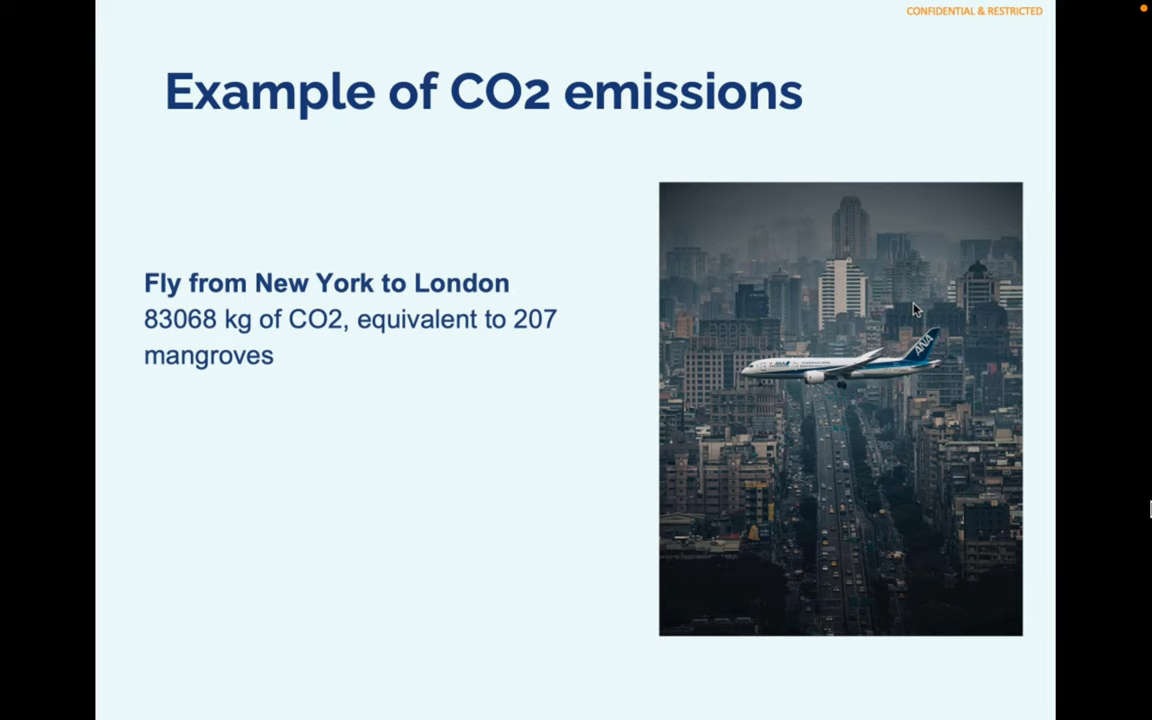 CONFIDENTIAL & RESTRICTED
Example of CO2 emissions
Fly from New York to London
83068 kg of CO2, equivalent to 207
mangroves
ANA